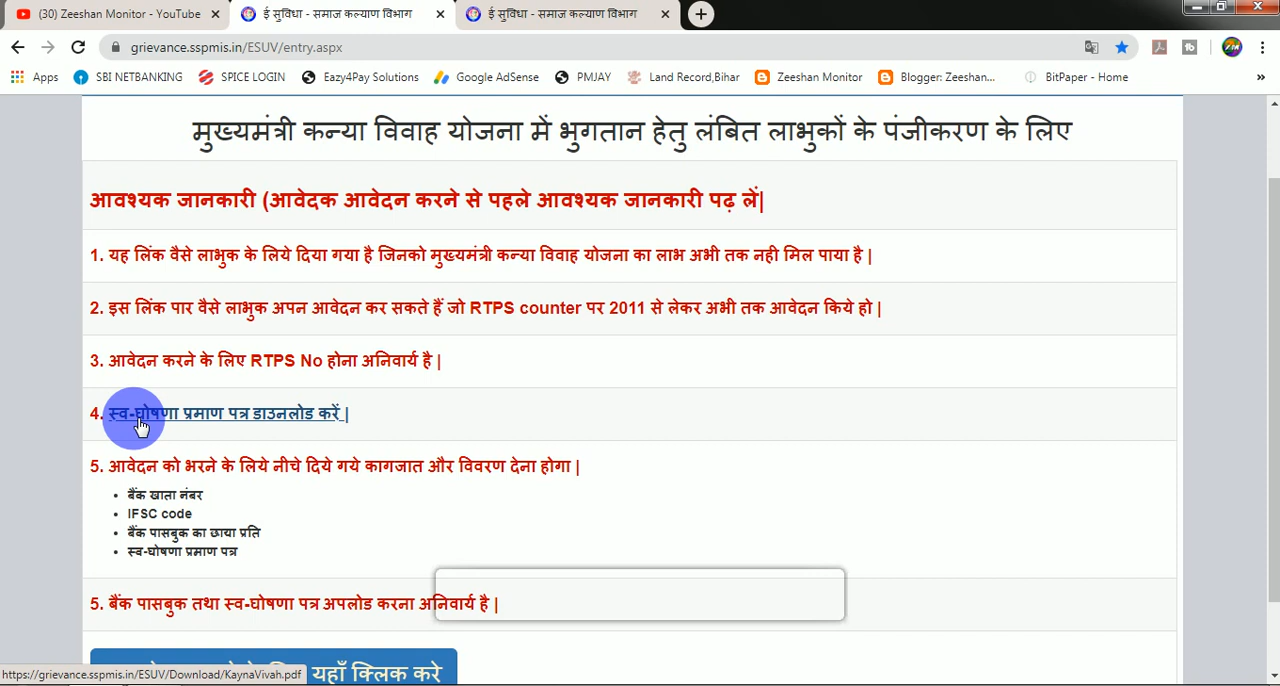 (30) Zeeshan Monitor - YouTube
ई सुविधा - समाज कल्याण विभाग
ई सुविधा - समाज कल्याण विभाग
grievance.sspmis.in/ESUV/entry.aspx
Apps
SBI NETBANKING
SPICE LOGIN
Eazy4Pay Solutions
Google AdSense
PMJAY
Land Record,Bihar
Zeeshan Monitor
Blogger: Zeeshan...
BitPaper - Home
»
मुख्यमंत्री कन्या विवाह योजना में भुगतान हेतु लंबित लाभुकों के पंजीकरण के लिए
आवश्यक जानकारी (आवेदक आवेदन करने से पहले आवश्यक जानकारी पढ़ लें|
1. यह लिंक वैसे लाभुक के लिये दिया गया है जिनको मुख्यमंत्री कन्या विवाह योजना का लाभ अभी तक नही मिल पाया है |
2. इस लिंक पार वैसे लाभुक अपन आवेदन कर सकते हैं जो RTPS counter पर 2011 से लेकर अभी तक आवेदन किये हो |
3. आवेदन करने के लिए RTPS No होना अनिवार्य है |
4. स्व-घोषणा प्रमाण पत्र डाउनलोड करें |
5. आवेदन को भरने के लिये नीचे दिये गये कागजात और विवरण देना होगा |
• बैंक खाता नंबर
• IFSC code
• बैंक पासबुक का छाया प्रति
• स्व-घोषणा प्रमाण पत्र
5. बैंक पासबुक तथा स्व-घोषणा पत्र अपलोड करना अनिवार्य है |
यहाँ क्लिक करे
https://grievance.sspmis.in/ESUV/Download/KaynaVivah.pdf